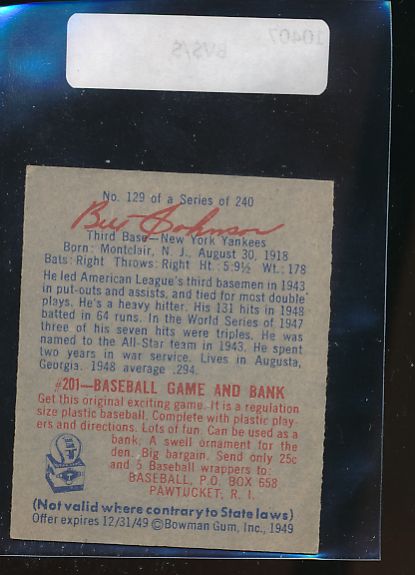 10407
BVS/S
No. 129 of a Series of 240
Bill Johnson
Third Base—New York Yankees
Born: Montclair, N. J., August 30, 1918
Bats: Right Throws: Right Ht.: 5:9½ Wt.: 178
He led American League's third basemen in 1943
in put-outs and assists, and tied for most double
plays. He's a heavy hitter. His 131 hits in 1948
batted in 64 runs. In the World Series of 1947
three of his seven hits were triples. He was
named to the All-Star team in 1943. He spent
two years in war service. Lives in Augusta,
Georgia. 1948 average .294.
#201—BASEBALL GAME AND BANK
Get this original exciting game. It is a regulation
size plastic baseball. Complete with plastic play-
ers and directions. Lots of fun. Can be used as a
bank. A swell ornament for the
den. Big bargain. Send only 25c
and 5 Baseball wrappers to:
BASEBALL, P.O. BOX 658
PAWTUCKET, R. I.
(Not valid where contrary to State laws)
Offer expires 12/31/49 ©Bowman Gum, Inc., 1949